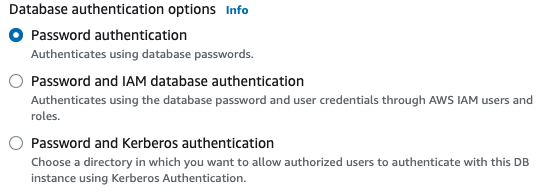 Database authentication options Info
Password authentication
Authenticates using database passwords.
Password and IAM database authentication
Authenticates using the database password and user credentials through AWS IAM users and
roles.
Password and Kerberos authentication
Choose a directory in which you want to allow authorized users to authenticate with this DB
instance using Kerberos Authentication.